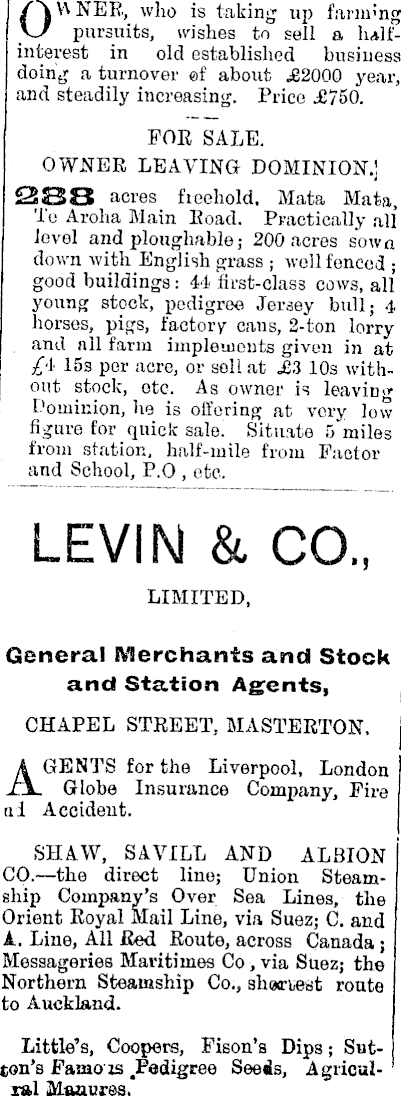 OWNER, who is taking up farming
pursuits, wishes to sell a half-
interest in old established business
doing a turnover of about £2000 year,
and steadily increasing. Price £750.
FOR SALE.
OWNER LEAVING DOMINION.
288 acres freehold, Mata Mata,
Te Aroha Main Road. Practically all
level and ploughable; 200 acres sown
down with English grass; well fenced;
good buildings: 44 first-class cows, all
young stock, pedigree Jersey bull; 4
horses, pigs, factory cans, 2-ton lorry
and all farm implements given in at
£4 15s per acre, or sell at £3 10s with-
out stock, etc. As owner is leaving
Dominion, he is offering at very low
figure for quick sale. Situate 5 miles
from station, half-mile from Factor
and School, P.O, etc.
LEVIN & CO.,
LIMITED,
General Merchants and Stock
and Station Agents,
CHAPEL STREET, MASTERTON.
AGENTS for the Liverpool, London
Globe Insurance Company, Fire
Accident.
SHAW, SAVILL AND ALBION
CO.—the direct line; Union Steam-
ship Company's Over Sea Lines, the
Orient Royal Mail Line, via Suez; C. and
A. Line, All Red Route, across Canada;
Messageries Maritimes Co, via Suez; the
Northern Steamship Co., shortest route
to Auckland.
Little's, Coopers, Fison's Dips; Sut-
ton's Famous Pedigree Seeds, Agricul-
ral Manures.